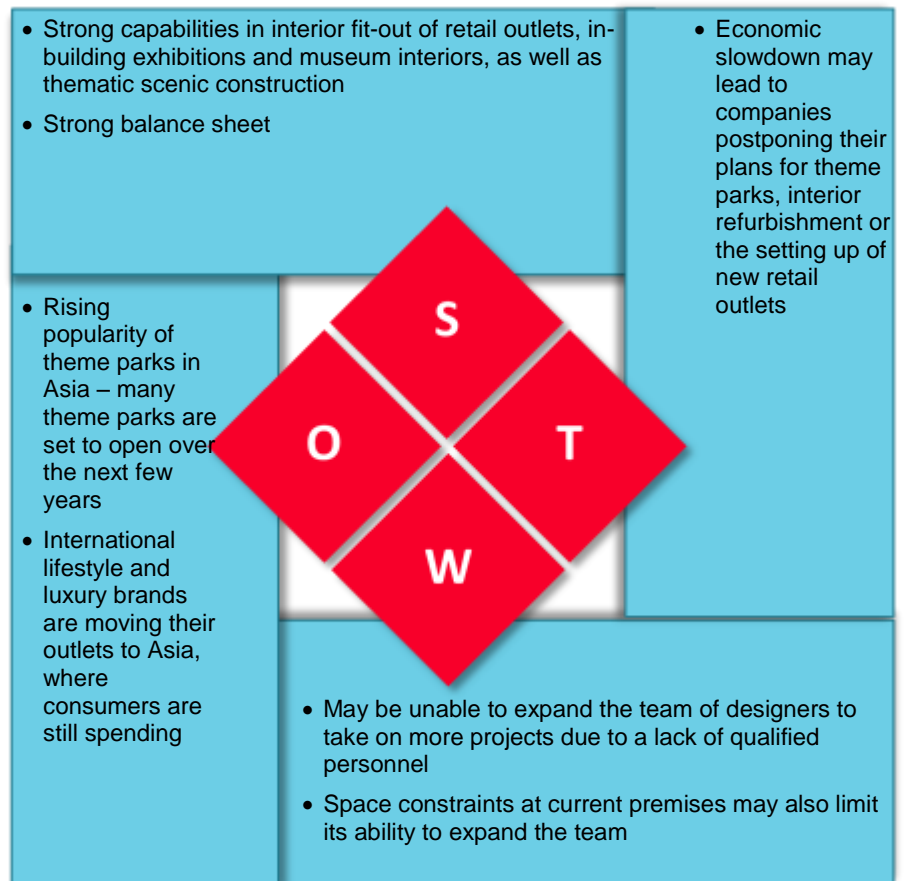 • Strong capabilities in interior fit-out of retail outlets, in-
building exhibitions and museum interiors, as well as
thematic scenic construction
• Strong balance sheet
• Economic
slowdown may
lead to
companies
postponing their
plans for theme
parks, interior
refurbishment or
the setting up of
new retail
outlets
S
O
T
W
• Rising
popularity of
theme parks in
Asia – many
theme parks are
set to open over
the next few
years
• International
lifestyle and
luxury brands
are moving their
outlets to Asia,
where
consumers are
still spending
• May be unable to expand the team of designers to
take on more projects due to a lack of qualified
personnel
• Space constraints at current premises may also limit
its ability to expand the team